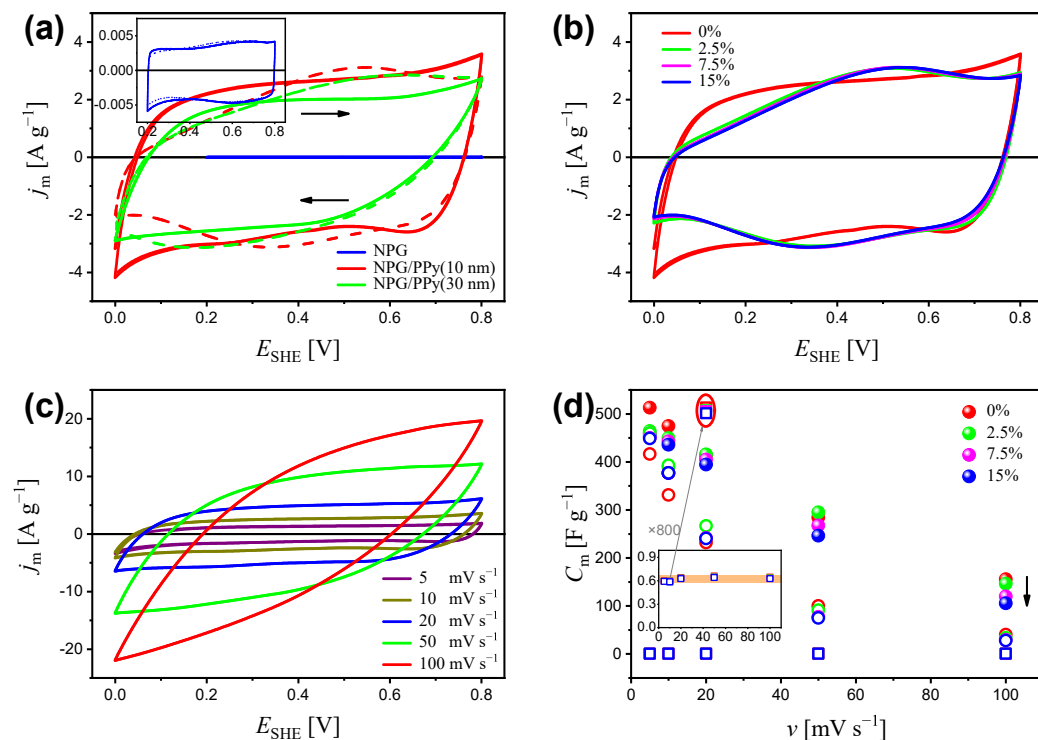 (a)
0.005
0.000
-0.005
0.2 0.4 0.6 0.8
4
2
0
-2
-4
jm [A g−1]
NPG
NPG/PPy(10 nm)
NPG/PPy(30 nm)
0.0 0.2 0.4 0.6 0.8
ESHE [V]
(b)
0%
2.5%
7.5%
15%
4
2
0
-2
-4
jm [A g−1]
0.0 0.2 0.4 0.6 0.8
ESHE [V]
(c)
20
10
0
-10
-20
jm [A g−1]
5 mV s−1
10 mV s−1
20 mV s−1
50 mV s−1
100 mV s−1
0.0 0.2 0.4 0.6 0.8
ESHE [V]
(d)
500
400
300
200
100
0
Cm [F g−1]
0%
2.5%
7.5%
15%
×800
0.9
0.6
0.3
0.0
0 20 40 60 80 100
0 20 40 60 80 100
v [mV s−1]